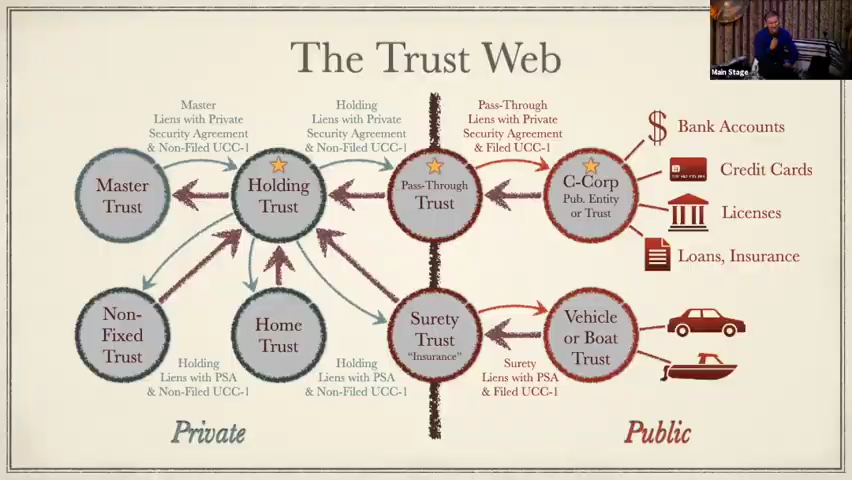 Main Stage
The Trust Web
Master
Liens with Private
Security Agreement
& Non-Filed UCC-1
Holding
Liens with Private
Security Agreement
& Non-Filed UCC-1
Pass-Through
Liens with Private
Security Agreement
& Filed UCC-1
Master
Trust
Holding
Trust
Pass-Through
Trust
C-Corp
Pub. Entity
or Trust
$ Bank Accounts
Credit Cards
Licenses
Loans, Insurance
Non-
Fixed
Trust
Home
Trust
Surety
Trust
"Insurance"
Vehicle
or Boat
Trust
Holding
Liens with PSA
& Non-Filed UCC-1
Holding
Liens with PSA
& Non-Filed UCC-1
Surety
Liens with PSA
& Filed UCC-1
Private
Public